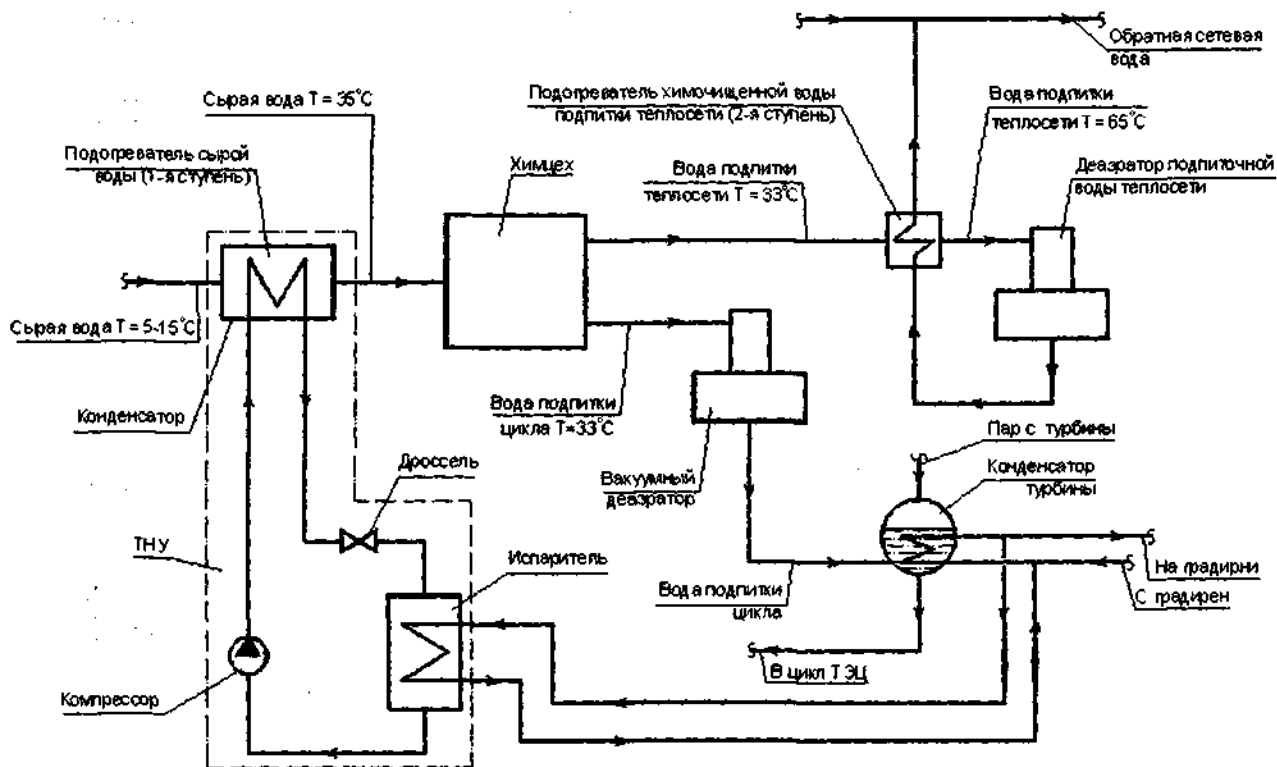 Обратная сетевая
вода
Сырая вода T = 35°C
Подогреватель химочищенной воды
подпитки теплосети (2-я ступень)
Вода подпитки
теплосети T = 65°C
Подогреватель сырой
воды (1-я ступень)
Химцех
Вода подпитки
теплосети T = 33°C
Деаэратор подпиточной
воды теплосети
Сырая вода T = 5-15°C
Конденсатор
Вода подпитки
цикла T=33°C
Пар с турбины
Дроссель
Вакуумный
деаэратор
Конденсатор
турбины
ТНУ
Испаритель
На градирни
Вода подпитки
цикла
С градирен
В цикл ТЭЦ
Компрессор